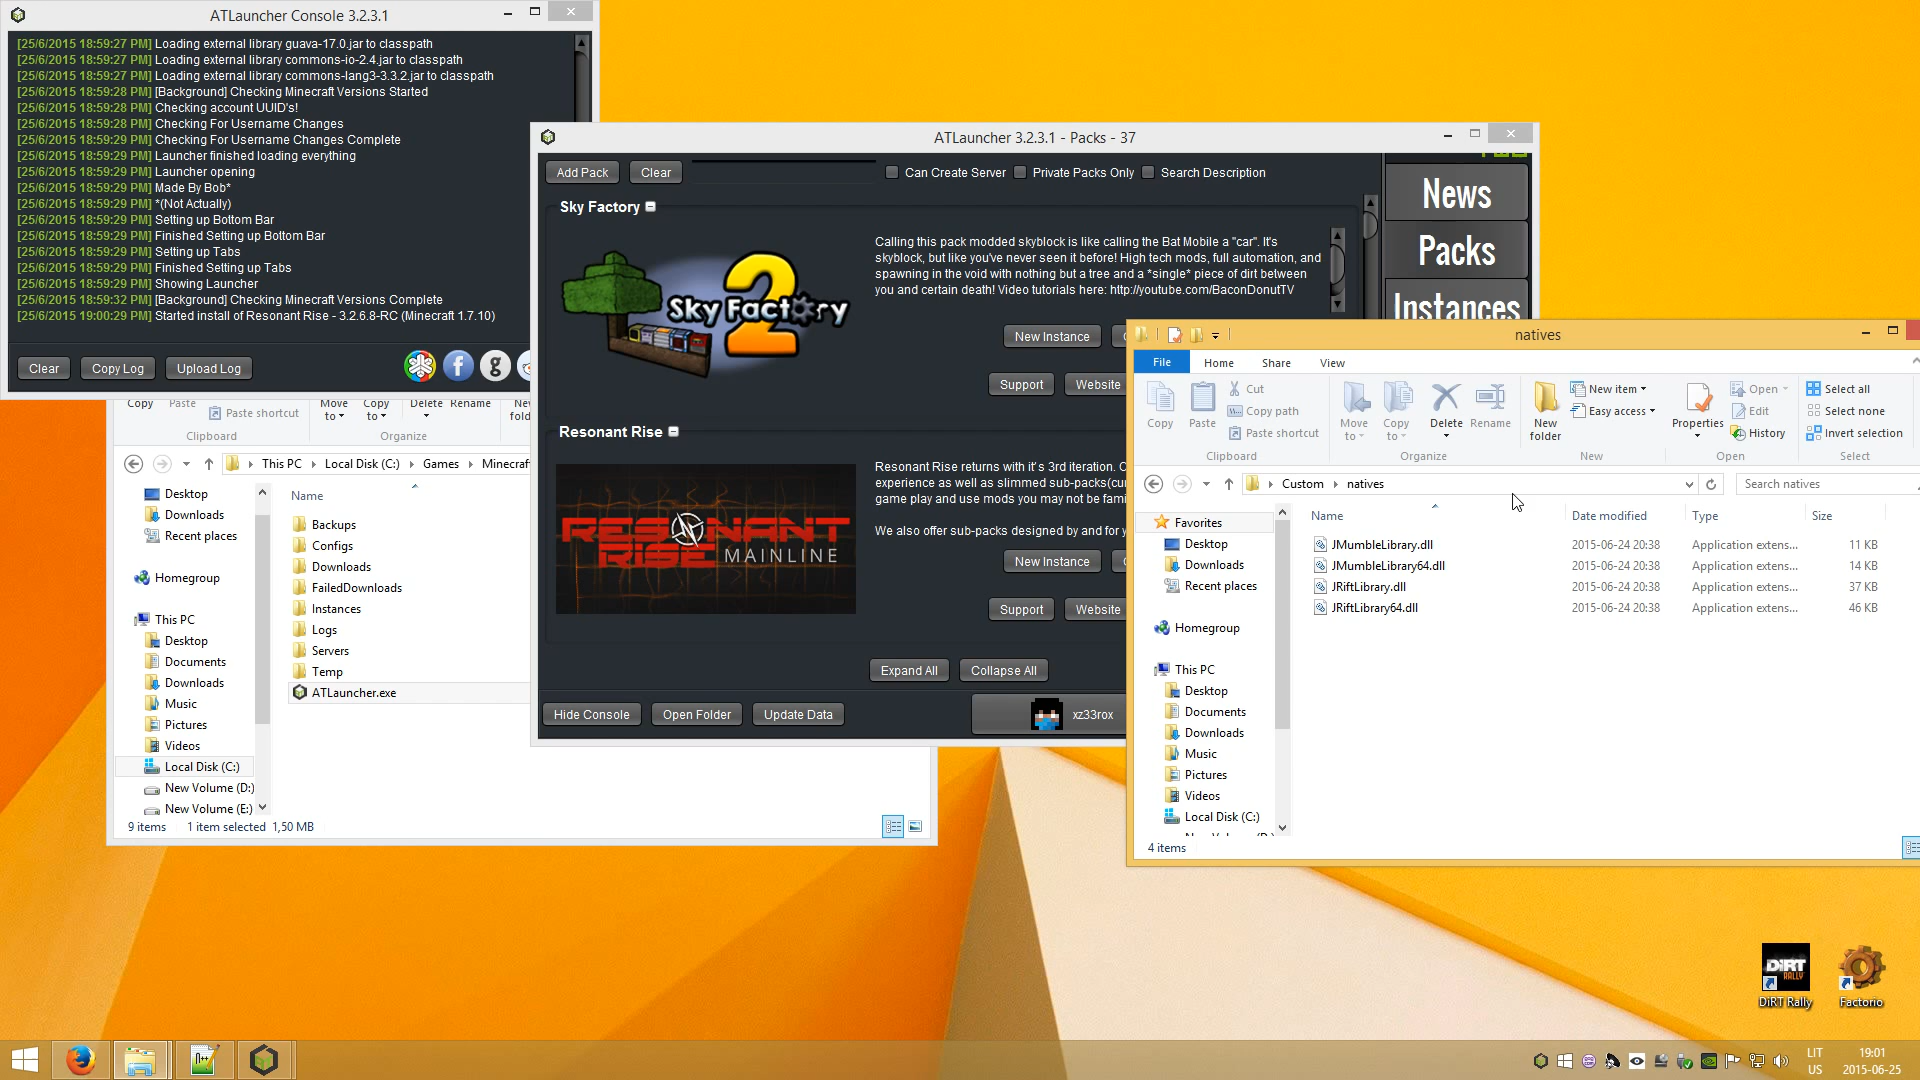 ATLauncher Console 3.2.3.1
[25/6/2015 18:59:27 PM] Loading external library guava-17.0.jar to classpath
[25/6/2015 18:59:27 PM] Loading external library commons-io-2.4.jar to classpath
[25/6/2015 18:59:27 PM] Loading external library commons-lang3-3.3.2.jar to classpath
[25/6/2015 18:59:28 PM] [Background] Checking Minecraft Versions Started
[25/6/2015 18:59:28 PM] Checking account UUID's!
[25/6/2015 18:59:28 PM] Checking For Username Changes
[25/6/2015 18:59:29 PM] Checking For Username Changes Complete
[25/6/2015 18:59:29 PM] Launcher finished loading everything
[25/6/2015 18:59:29 PM] Launcher opening
[25/6/2015 18:59:29 PM] Made By Bob*
[25/6/2015 18:59:29 PM] *(Not Actually)
[25/6/2015 18:59:29 PM] Setting up Bottom Bar
[25/6/2015 18:59:29 PM] Finished Setting up Bottom Bar
[25/6/2015 18:59:29 PM] Setting up Tabs
[25/6/2015 18:59:29 PM] Finished Setting up Tabs
[25/6/2015 18:59:29 PM] Showing Launcher
[25/6/2015 18:59:32 PM] [Background] Checking Minecraft Versions Complete
[25/6/2015 19:00:29 PM] Started install of Resonant Rise - 3.2.6.8-RC (Minecraft 1.7.10)
Clear Copy Log Upload Log
Copy Paste Paste shortcut Move to Copy to Delete Rename New
Clipboard Organize
This PC Local Disk (C:) Games Minecraft
Name
Desktop
Downloads
Recent places
Homegroup
This PC
Desktop
Documents
Downloads
Music
Pictures
Videos
Local Disk (C:)
New Volume (D:)
New Volume (E:)
Backups
Configs
Downloads
FailedDownloads
Instances
Logs
Servers
Temp
ATLauncher.exe
9 items 1 item selected 1,50 MB
ATLauncher 3.2.3.1 - Packs - 37
Add Pack Clear Can Create Server Private Packs Only Search Description
News
Packs
Instances
Sky Factory
Sky Factory 2
Calling this pack modded skyblock is like calling the Bat Mobile a "car". It's
skyblock, but like you've never seen it before! High tech mods, full automation, and
spawning in the void with nothing but a tree and a *single* piece of dirt between
you and certain death! Video tutorials here: http://youtube.com/BaconDonutTV
New Instance
Support Website
Resonant Rise
RESONANT
RISE MAINLINE
Resonant Rise returns with it's 3rd iteration.
experience as well as slimmed sub-packs(cu
game play and use mods you may not be fami
We also offer sub-packs designed by and for y
New Instance
Support Website
Expand All Collapse All
Hide Console Open Folder Update Data xz33rox
natives
File Home Share View
Copy Paste Cut
Copy path
Paste shortcut
Move to Copy to Delete Rename New folder
New item
Easy access
Properties Open
Edit
History
Select all
Select none
Invert selection
Clipboard Organize New Open Select
Custom natives Search natives
Name Date modified Type Size
JMumbleLibrary.dll 2015-06-24 20:38 Application extens... 11 KB
JMumbleLibrary64.dll 2015-06-24 20:38 Application extens... 14 KB
JRiftLibrary.dll 2015-06-24 20:38 Application extens... 37 KB
JRiftLibrary64.dll 2015-06-24 20:38 Application extens... 46 KB
Favorites
Desktop
Downloads
Recent places
Homegroup
This PC
Desktop
Documents
Downloads
Music
Pictures
Videos
Local Disk (C:)
4 items
DiRT RALLY
DiRT Rally
Factorio
LIT
US
19:01
2015-06-25